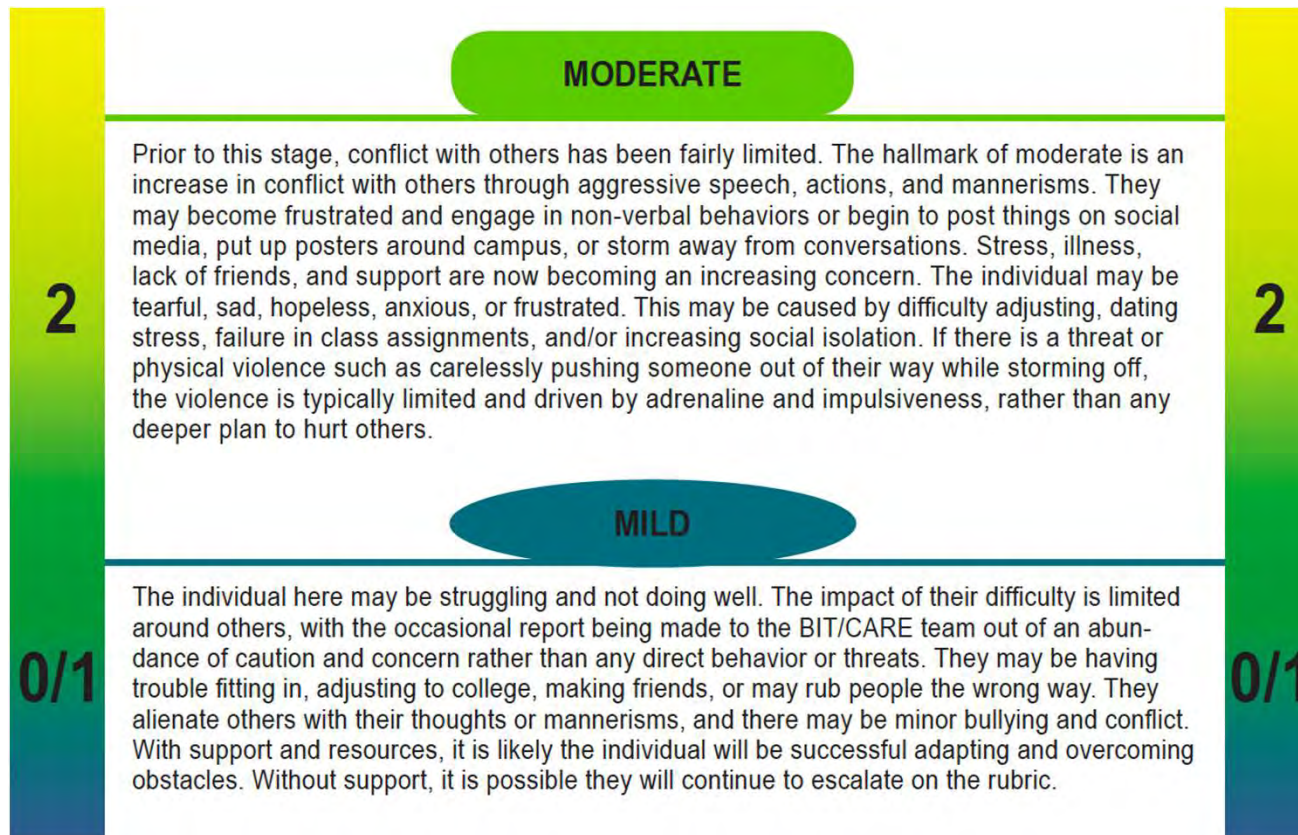 MODERATE
Prior to this stage, conflict with others has been fairly limited. The hallmark of moderate is an
increase in conflict with others through aggressive speech, actions, and mannerisms. They
may become frustrated and engage in non-verbal behaviors or begin to post things on social
media, put up posters around campus, or storm away from conversations. Stress, illness,
lack of friends, and support are now becoming an increasing concern. The individual may be
tearful, sad, hopeless, anxious, or frustrated. This may be caused by difficulty adjusting, dating
stress, failure in class assignments, and/or increasing social isolation. If there is a threat or
physical violence such as carelessly pushing someone out of their way while storming off,
the violence is typically limited and driven by adrenaline and impulsiveness, rather than any
deeper plan to hurt others.
2
2
MILD
The individual here may be struggling and not doing well. The impact of their difficulty is limited
around others, with the occasional report being made to the BIT/CARE team out of an abun-
dance of caution and concern rather than any direct behavior or threats. They may be having
trouble fitting in, adjusting to college, making friends, or may rub people the wrong way. They
alienate others with their thoughts or mannerisms, and there may be minor bullying and conflict.
With support and resources, it is likely the individual will be successful adapting and overcoming
obstacles. Without support, it is possible they will continue to escalate on the rubric.
0/1
0/1